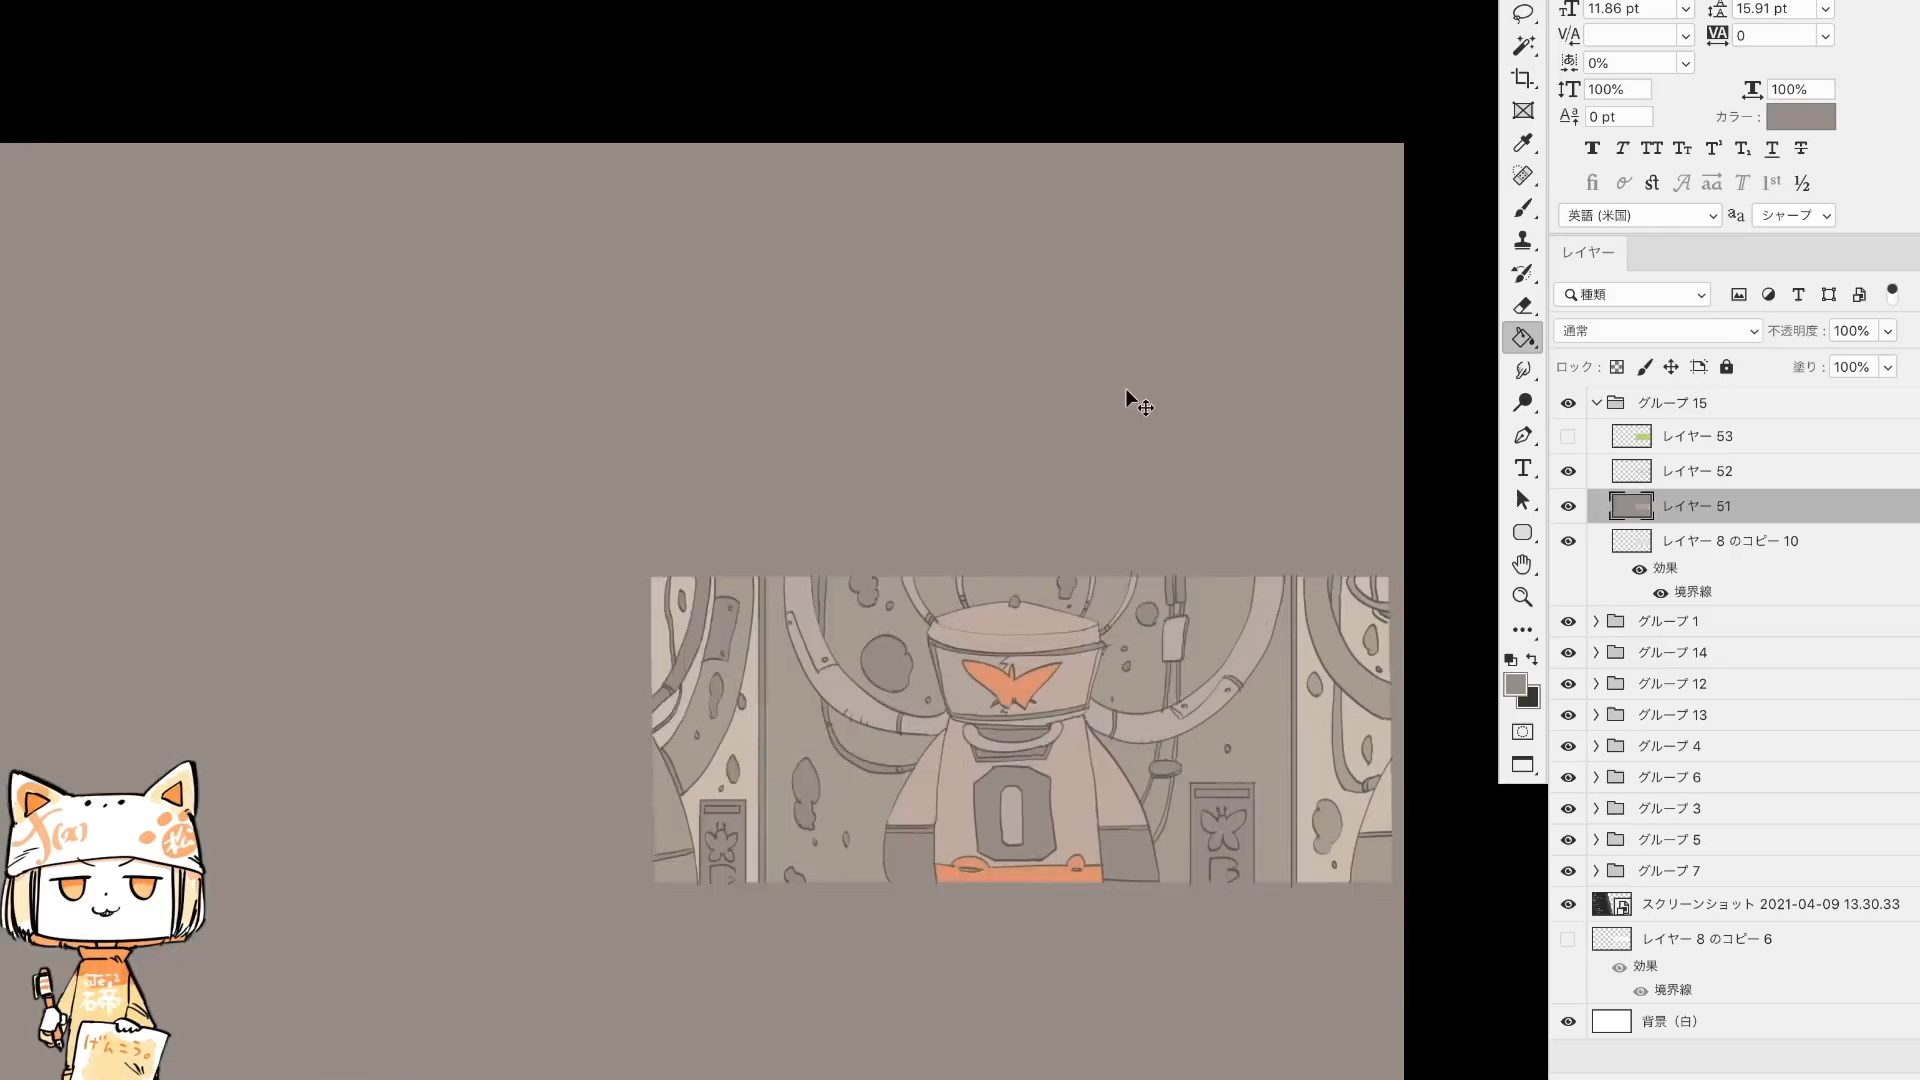 11.86 pt
15.91 pt
0
0%
100%
100%
0 pt
カラー :
英語 (米国)
aa
シャープ
レイヤー
種類
通常
不透明度 :
100%
ロック :
塗り :
100%
グループ 15
レイヤー 53
レイヤー 52
レイヤー 51
レイヤー 8 のコピー 10
効果
境界線
グループ 1
グループ 14
グループ 12
グループ 13
グループ 4
グループ 6
グループ 3
グループ 5
グループ 7
スクリーンショット 2021-04-09 13.30.33
レイヤー 8 のコピー 6
効果
境界線
背景（白）
0
B
f(x)
げんこう。